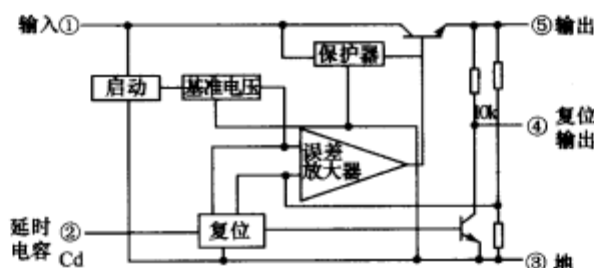 输入①
⑤输出
保护器
启动
基准电压
10k
④
复位
输出
误差
放大器
延时
电容
②
Cd
复位
③地